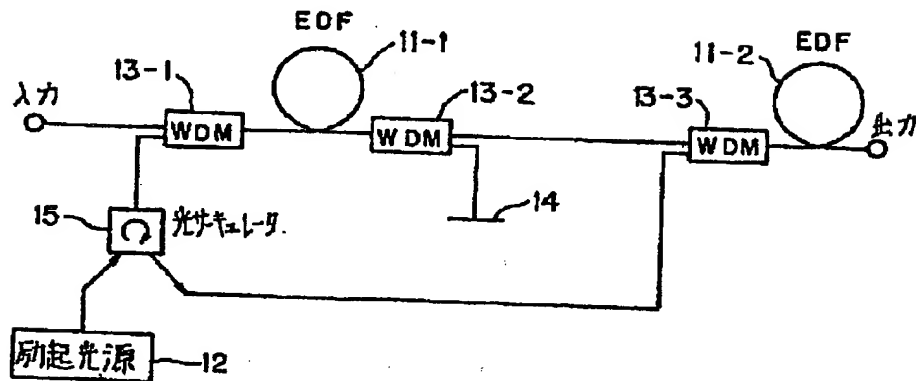 EDF
11-1
EDF
11-2
13-1
13-2
13-3
入力
WDM
WDM
WDM
出力
14
15
光サーキュレータ.
励起光源
12